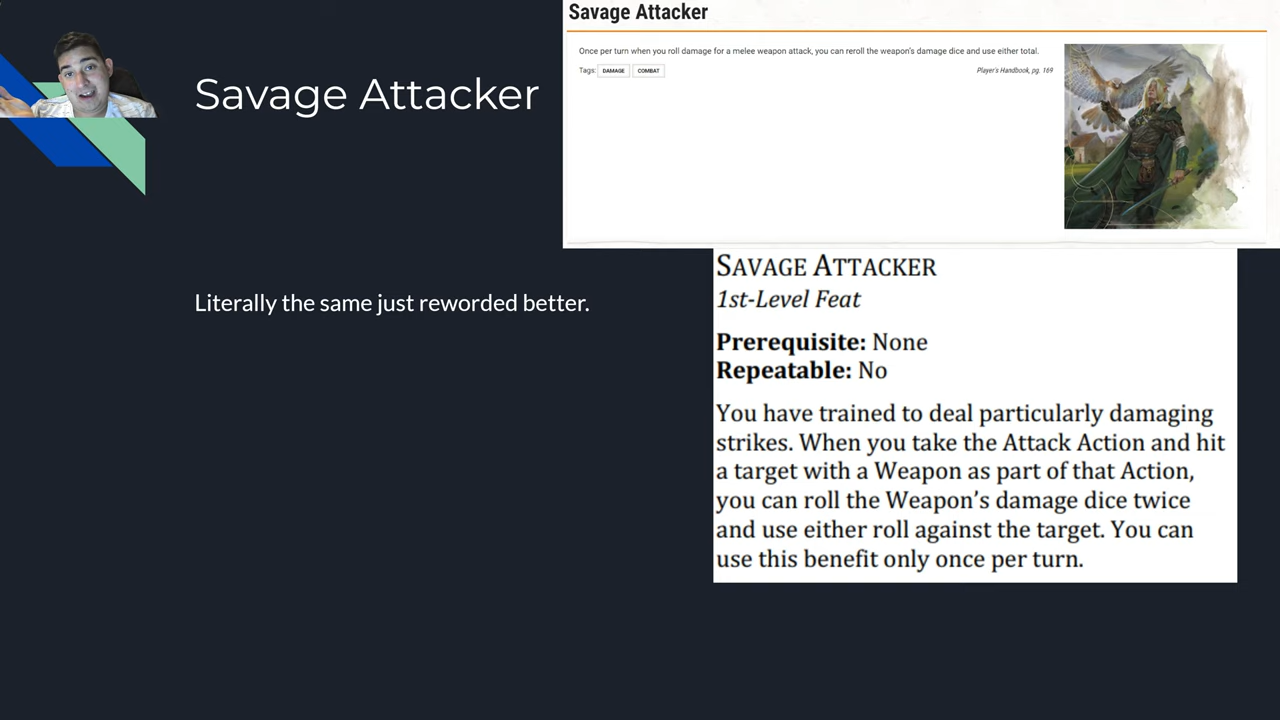 Savage Attacker
Savage Attacker
Once per turn when you roll damage for a melee weapon attack, you can reroll the weapon's damage dice and use either total.
Tags: DAMAGE COMBAT
Player's Handbook, pg. 169
Literally the same just reworded better.
SAVAGE ATTACKER
1st-Level Feat
Prerequisite: None
Repeatable: No
You have trained to deal particularly damaging
strikes. When you take the Attack Action and hit
a target with a Weapon as part of that Action,
you can roll the Weapon’s damage dice twice
and use either roll against the target. You can
use this benefit only once per turn.